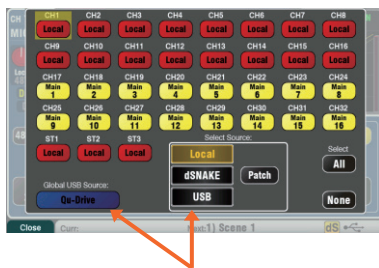 CH1 CH2 CH3 CH4 CH5 CH6 CH7 CH8
Local Local Local Local Local Local Local Local
CH9 CH10 CH11 CH12 CH13 CH14 CH15 CH16
Local Local Local Local Local Local Local Local
CH17 CH18 CH19 CH20 CH21 CH22 CH23 CH24
Main 1 Main 2 Main 3 Main 4 Main 5 Main 6 Main 7 Main 8
CH25 CH26 CH27 CH28 CH29 CH30 CH31 CH32
Main 9 Main 10 Main 11 Main 12 Main 13 Main 14 Main 15 Main 16
ST1 ST2 ST3 Select Source:
Local Local Local Local
Select
All
dSNAKE Patch
Global USB Source:
Qu-Drive USB None
Close Curr: 1) Scene 1 dS